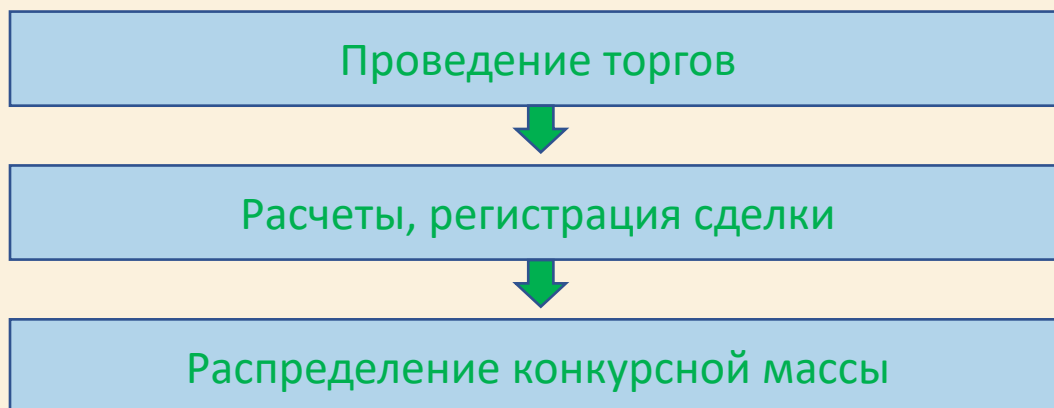 Проведение торгов
Расчеты, регистрация сделки
Распределение конкурсной массы